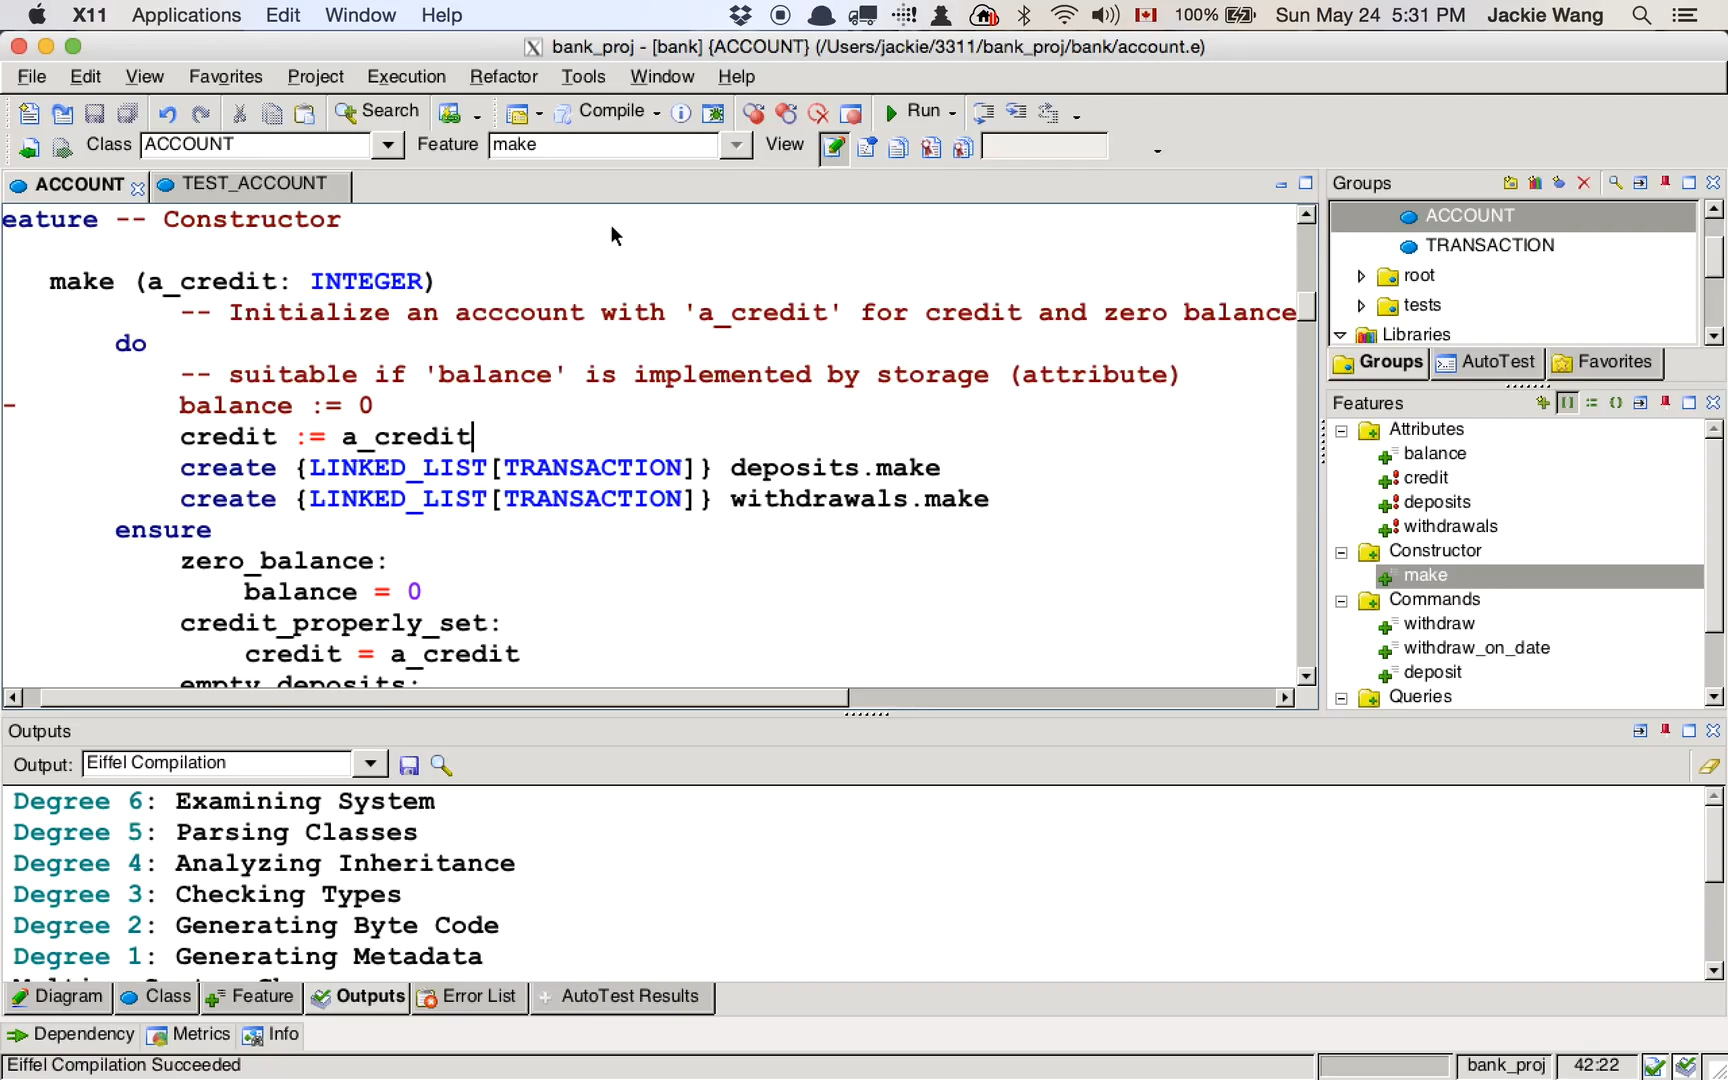 X11 Applications Edit Window Help 100% Sun May 24 5:31 PM Jackie Wang
bank_proj - [bank] {ACCOUNT} (/Users/jackie/3311/bank_proj/bank/account.e)
File Edit View Favorites Project Execution Refactor Tools Window Help
Search Compile Run
Class ACCOUNT Feature make View
ACCOUNT TEST_ACCOUNT
eature -- Constructor
make (a_credit: INTEGER)
-- Initialize an acccount with 'a_credit' for credit and zero balance
do
-- suitable if 'balance' is implemented by storage (attribute)
-- balance := 0
credit := a_credit
create {LINKED_LIST[TRANSACTION]} deposits.make
create {LINKED_LIST[TRANSACTION]} withdrawals.make
ensure
zero_balance:
balance = 0
credit_properly_set:
credit = a_credit
empty_deposits:
Groups
ACCOUNT
TRANSACTION
root
tests
Libraries
Groups AutoTest Favorites
Features
Attributes
balance
credit
deposits
withdrawals
Constructor
make
Commands
withdraw
withdraw_on_date
deposit
Queries
Outputs
Output: Eiffel Compilation
Degree 6: Examining System
Degree 5: Parsing Classes
Degree 4: Analyzing Inheritance
Degree 3: Checking Types
Degree 2: Generating Byte Code
Degree 1: Generating Metadata
Diagram Class Feature Outputs Error List AutoTest Results
Dependency Metrics Info
Eiffel Compilation Succeeded bank_proj 42:22